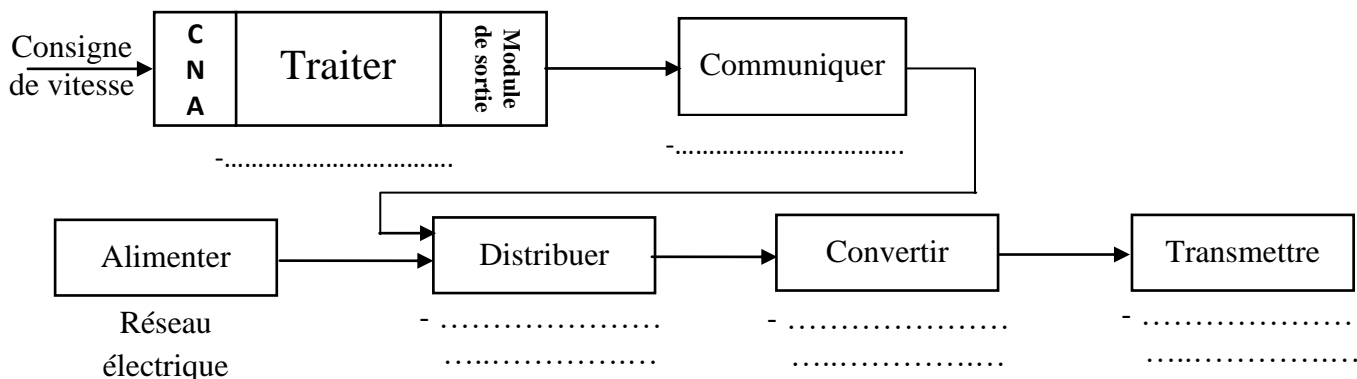 Consigne
de vitesse
C
N
A
Traiter
Module
de sortie
Communiquer
-.................................
-.................................
Alimenter
Distribuer
Convertir
Transmettre
Réseau
électrique
- ……………………
…..……………….…
- ……………………
…..……………….…
- …………………
…..……………….…